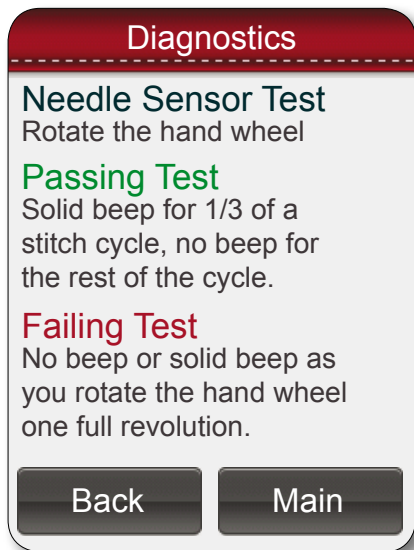 Diagnostics
Needle Sensor Test
Rotate the hand wheel
Passing Test
Solid beep for 1/3 of a
stitch cycle, no beep for
the rest of the cycle.
Failing Test
No beep or solid beep as
you rotate the hand wheel
one full revolution.
Back
Main